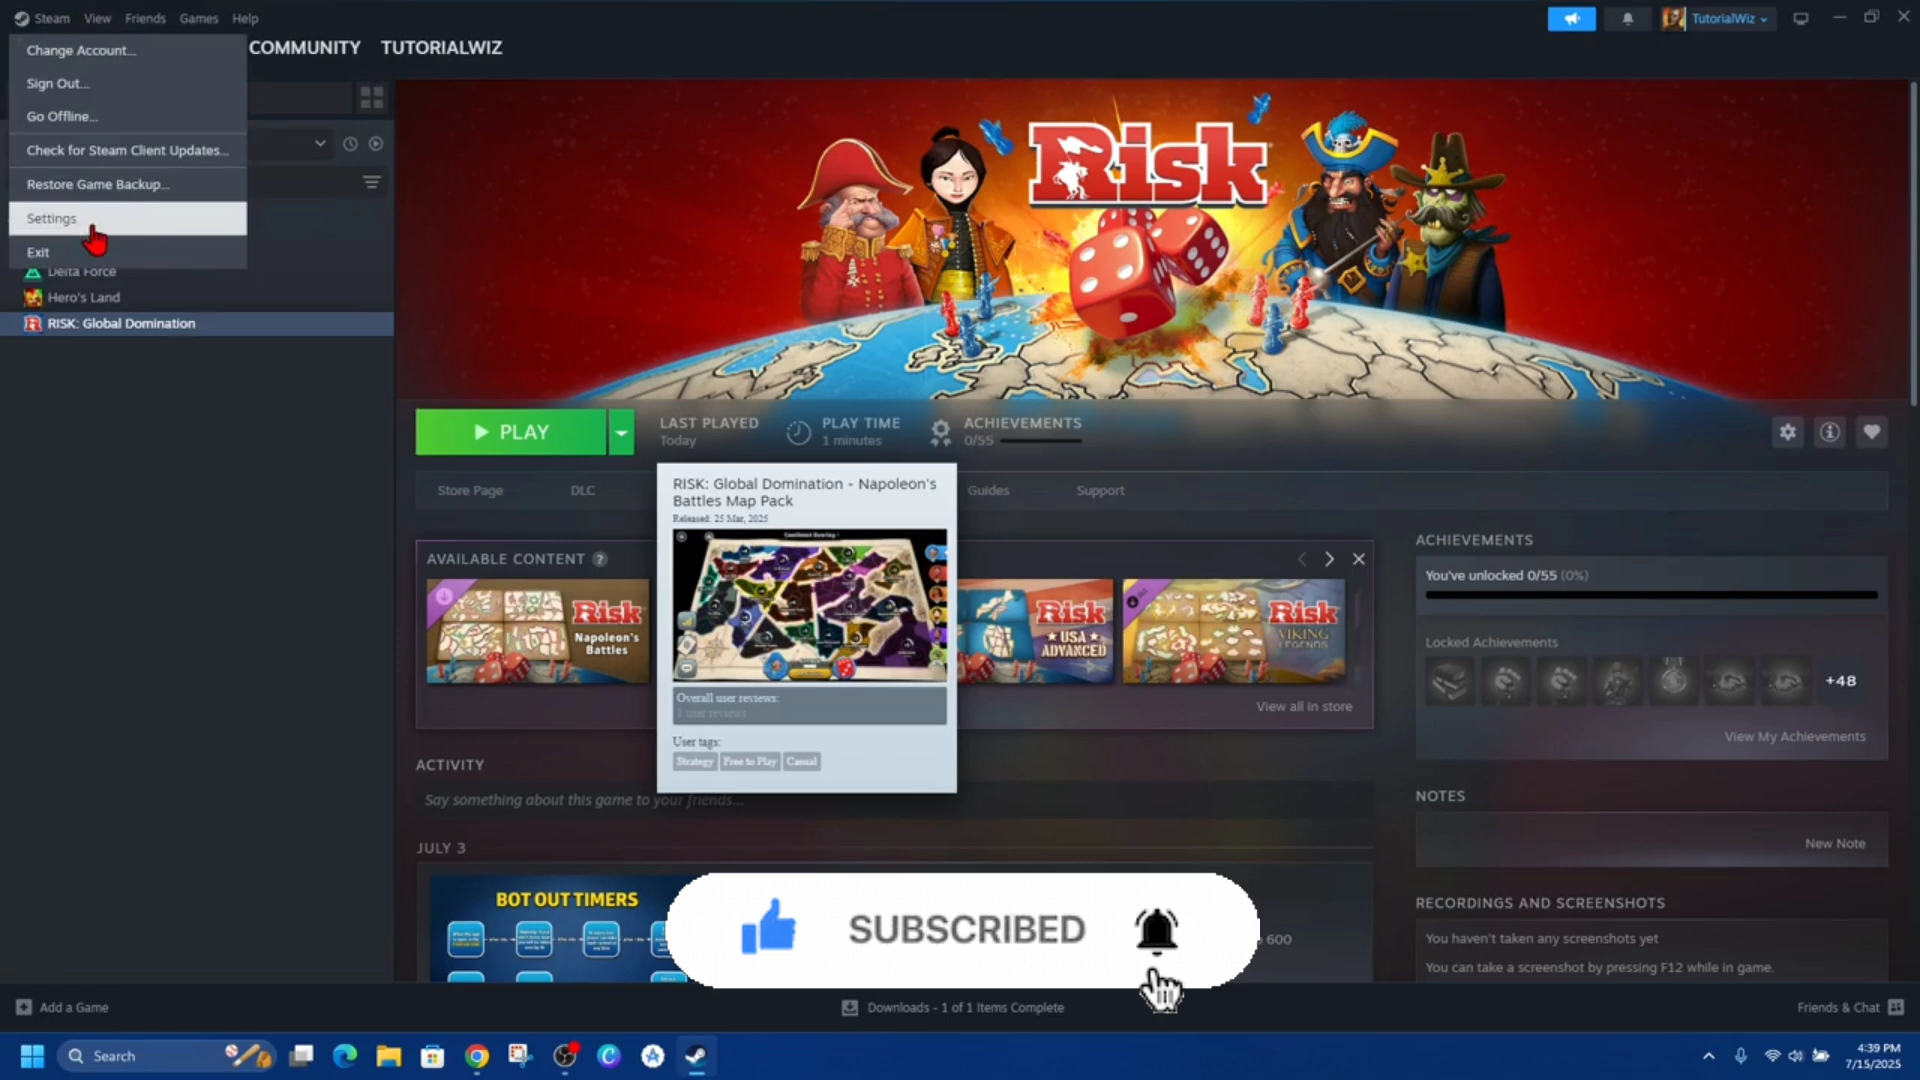 Steam View Friends Games Help
TutorialWiz
COMMUNITY TUTORIALWIZ
Change Account...
Sign Out...
Go Offline...
Check for Steam Client Updates...
Restore Game Backup...
Settings
Exit
Delta Force
Hero's Land
RISK: Global Domination
Risk
PLAY
LAST PLAYED
Today
PLAY TIME
1 minutes
ACHIEVEMENTS
0/55
Store Page DLC Guides Support
RISK: Global Domination - Napoleon's
Battles Map Pack
Released: 25 Mar, 2025
Overall user reviews:
1 user reviews
User tags:
Strategy Free to Play Casual
AVAILABLE CONTENT ?
Risk
Napoleon's
Battles
Risk
USA
ADVANCED
Risk
VIKING
LEGENDS
View all in store
ACHIEVEMENTS
You've unlocked 0/55 (0%)
Locked Achievements
+48
View My Achievements
ACTIVITY
Say something about this game to your friends...
NOTES
New Note
JULY 3
BOT OUT TIMERS
600
SUBSCRIBED
RECORDINGS AND SCREENSHOTS
You haven't taken any screenshots yet
You can take a screenshot by pressing F12 while in game.
Add a Game
Downloads - 1 of 1 Items Complete
Friends & Chat
Search
4:39 PM
7/15/2025